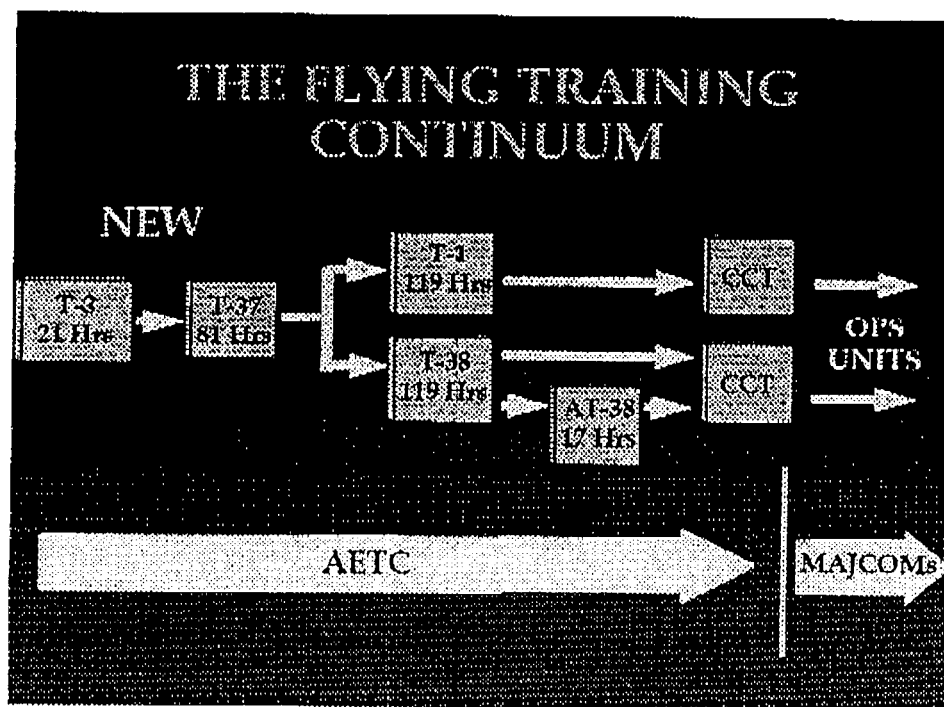 THE FLYING TRAINING
CONTINUUM
NEW
T-3
21 Hrs
T-37
81 Hrs
T-1
119 Hrs
CCT
T-38
119 Hrs
AT-38
17 Hrs
CCT
OPS
UNITS
AETC
MAJCOMs